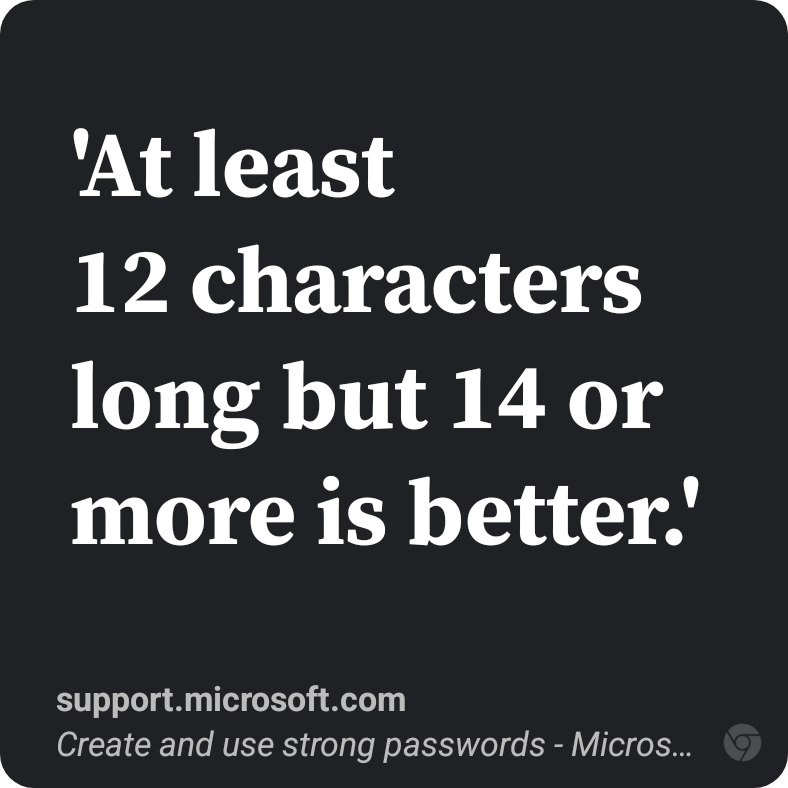 'At least
12 characters
long but 14 or
more is better.'
support.microsoft.com
Create and use strong passwords - Micros...